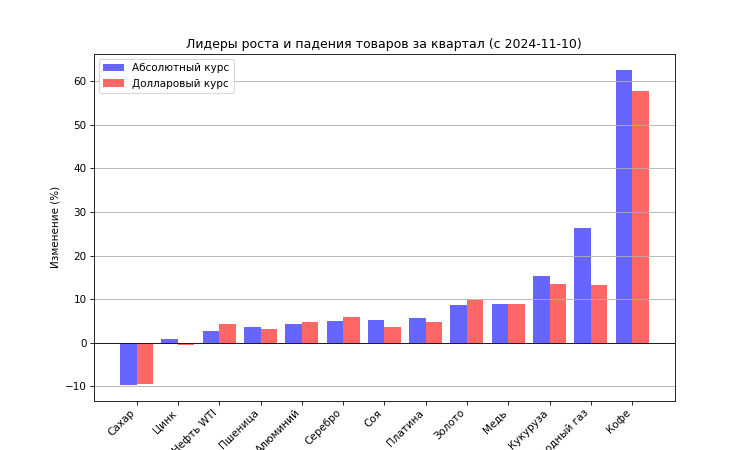 Лидеры роста и падения товаров за квартал (с 2024-11-10)
Абсолютный курс
Долларовый курс
Изменение (%)
60
50
40
30
20
10
0
−10
Сахар
Цинк
Нефть WTI
Пшеница
Алюминий
Серебро
Соя
Платина
Золото
Медь
Кукуруза
одный газ
Кофе